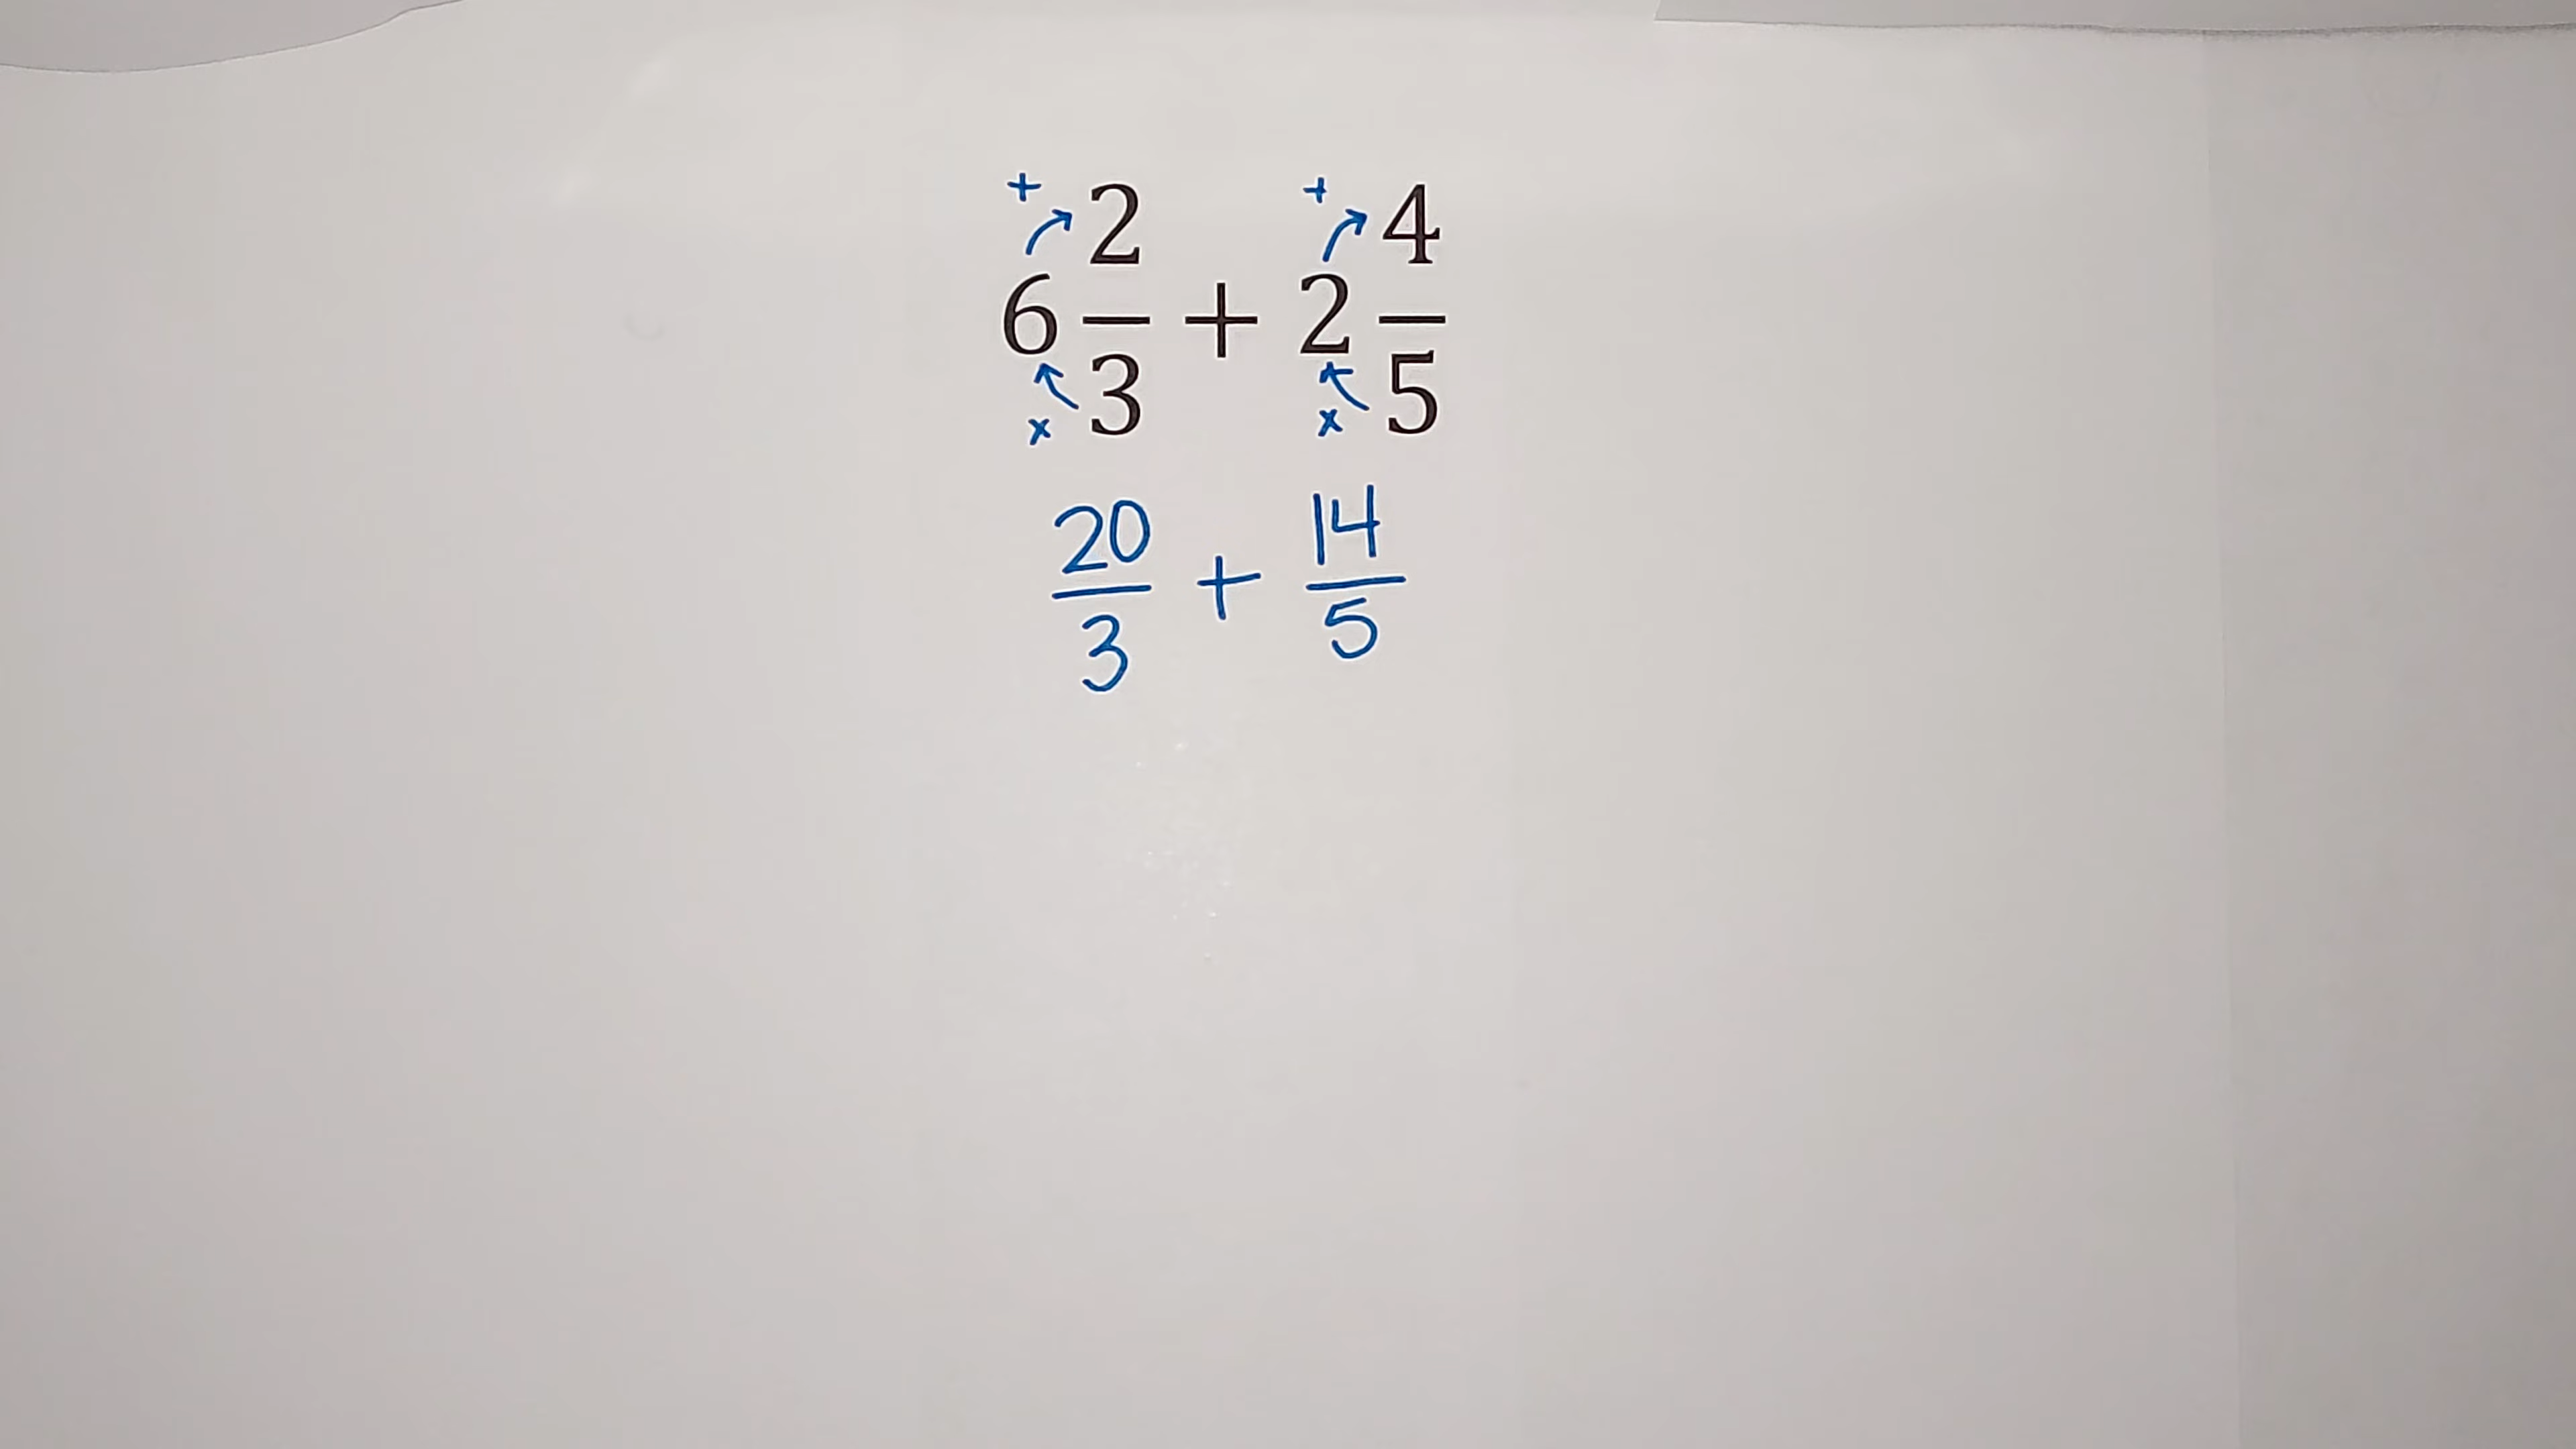 + +
6 2/3 + 2 4/5
x x
20/3 + 14/5